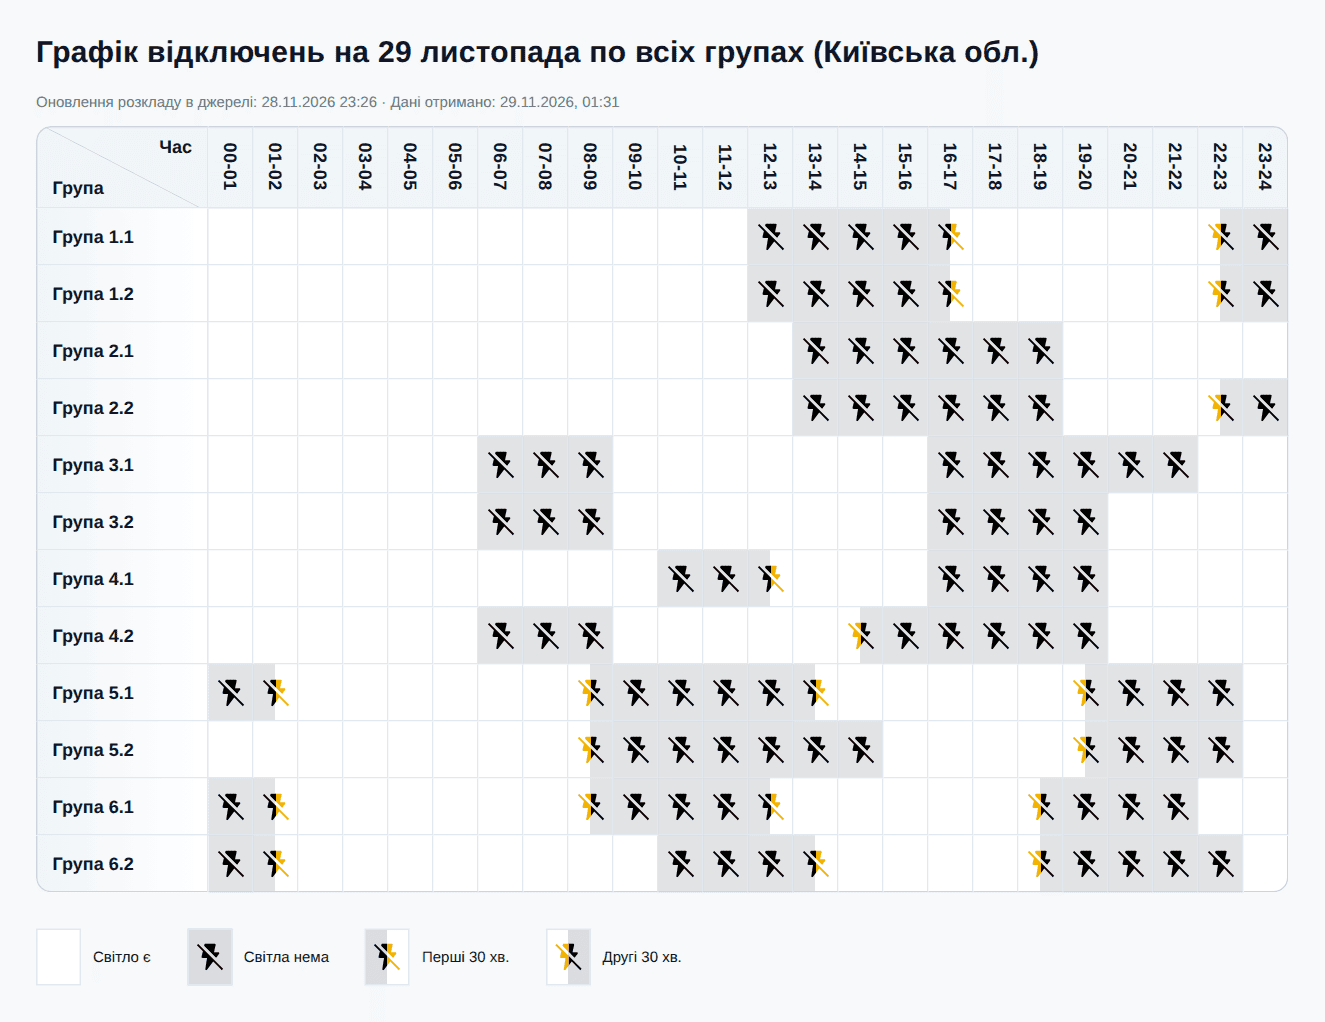 Графік відключень на 29 листопада по всіх групах (Київська обл.)
Оновлення розкладу в джерелі: 28.11.2026 23:26 · Дані отримано: 29.11.2026, 01:31
Час
Група
00-01 01-02 02-03 03-04 04-05 05-06 06-07 07-08 08-09 09-10 10-11 11-12 12-13 13-14 14-15 15-16 16-17 17-18 18-19 19-20 20-21 21-22 22-23 23-24
Група 1.1
Група 1.2
Група 2.1
Група 2.2
Група 3.1
Група 3.2
Група 4.1
Група 4.2
Група 5.1
Група 5.2
Група 6.1
Група 6.2
Світло є Світла нема Перші 30 хв. Другі 30 хв.